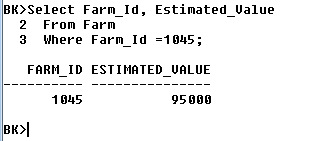 BK>Select Farm_Id, Estimated_Value
  2  From Farm
  3  Where Farm_Id =1045;
   FARM_ID ESTIMATED_VALUE
---------- ---------------
      1045           95000
BK>